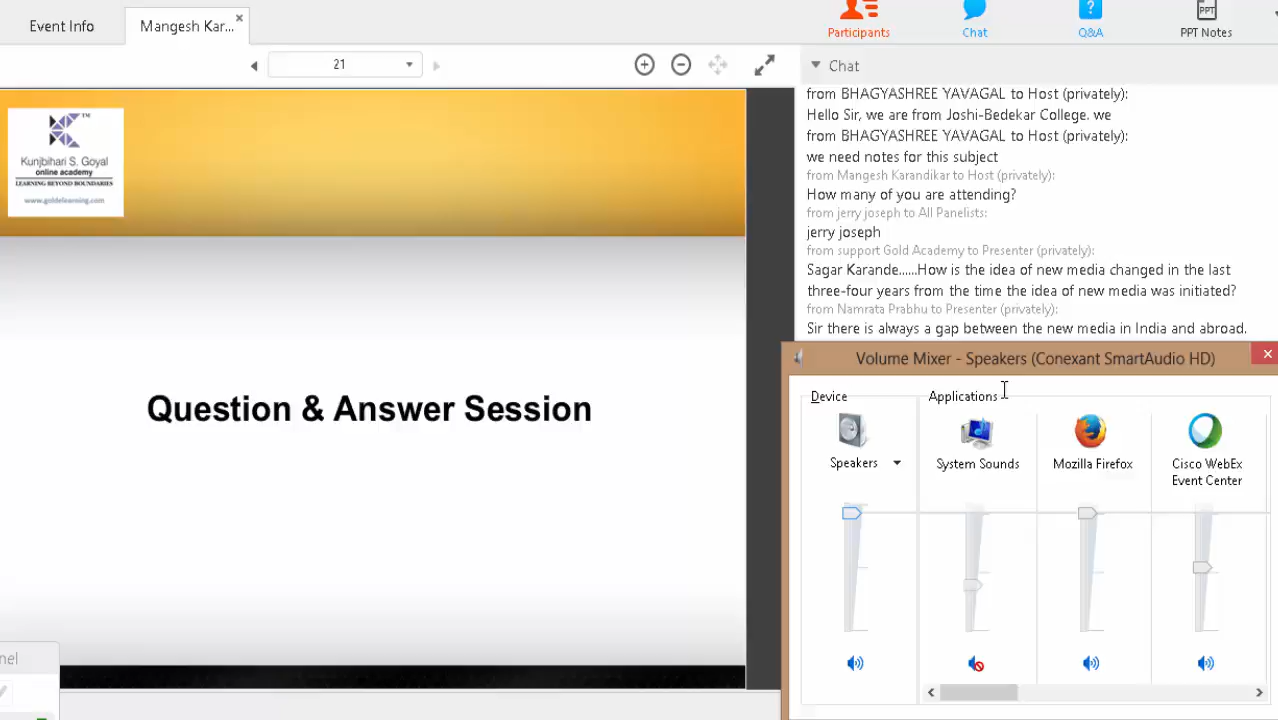 Event Info
Mangesh Kar...
Participants
Chat
Q&A
PPT
PPT Notes
21
Chat
TM
Kunjbihari S. Goyal
online academy
LEARNING BEYOND BOUNDARIES
www.goldelearning.com
from BHAGYASHREE YAVAGAL to Host (privately):
Hello Sir, we are from Joshi-Bedekar College. we
from BHAGYASHREE YAVAGAL to Host (privately):
we need notes for this subject
from Mangesh Karandikar to Host (privately):
How many of you are attending?
from jerry joseph to All Panelists:
jerry joseph
from support Gold Academy to Presenter (privately):
Sagar Karande......How is the idea of new media changed in the last
three-four years from the time the idea of new media was initiated?
from Namrata Prabhu to Presenter (privately):
Sir there is always a gap between the new media in India and abroad.
Question & Answer Session
Volume Mixer - Speakers (Conexant SmartAudio HD)
Device
Applications
Speakers
System Sounds
Mozilla Firefox
Cisco WebEx
Event Center
nel